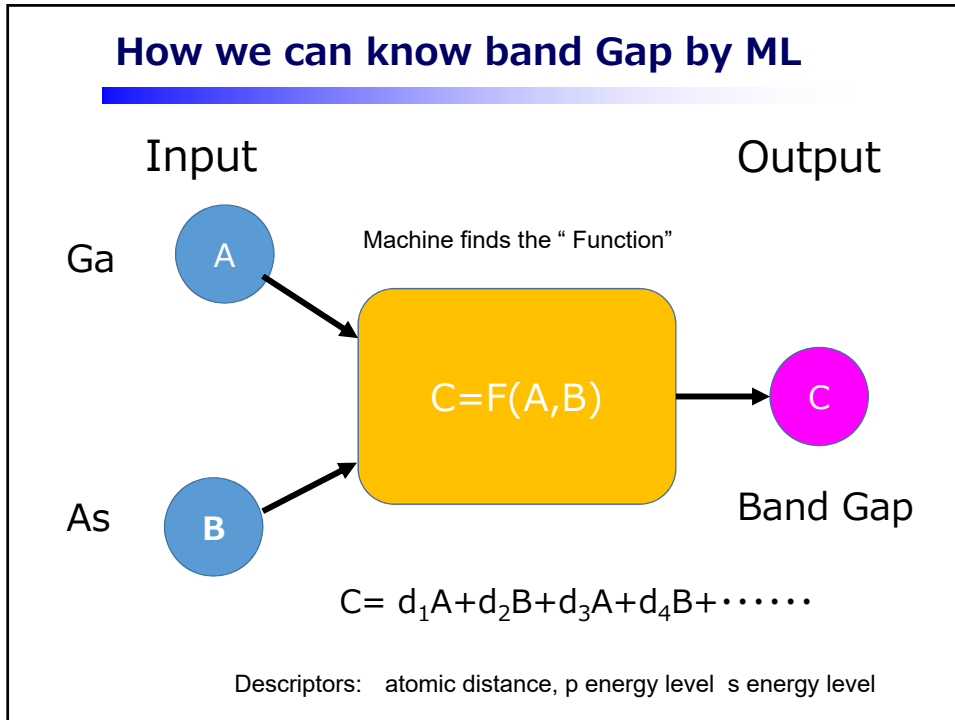 How we can know band Gap by ML
Input
Output
Ga
A
Machine finds the “ Function”
C=F(A,B)
C
As
B
Band Gap
C= d₁A+d₂B+d₃A+d₄B+・・・・・・
Descriptors: atomic distance, p energy level s energy level